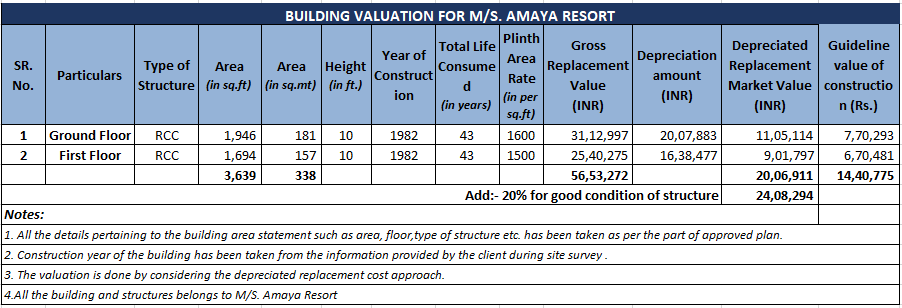 BUILDING VALUATION FOR M/S. AMAYA RESORT
SR. No. Particulars Type of Structure Area (in sq.ft) Area (in sq.mt) Height (in ft.) Year of Construct ion Total Life Consume d (in years) Plinth Area Rate (in per sq.ft) Gross Replacement Value (INR) Depreciation amount (INR) Depreciated Replacement Market Value (INR) Guideline value of constructio n (Rs.)
1 Ground Floor RCC 1,946 181 10 1982 43 1600 31,12,997 20,07,883 11,05,114 7,70,293
2 First Floor RCC 1,694 157 10 1982 43 1500 25,40,275 16,38,477 9,01,797 6,70,481
3,639 338 56,53,272 20,06,911 14,40,775
Add:- 20% for good condition of structure 24,08,294
Notes:
1. All the details pertaining to the building area statement such as area, floor,type of structure etc. has been taken as per the part of approved plan.
2. Construction year of the building has been taken from the information provided by the client during site survey .
3. The valuation is done by considering the depreciated replacement cost approach.
4.All the building and structures belongs to M/S. Amaya Resort